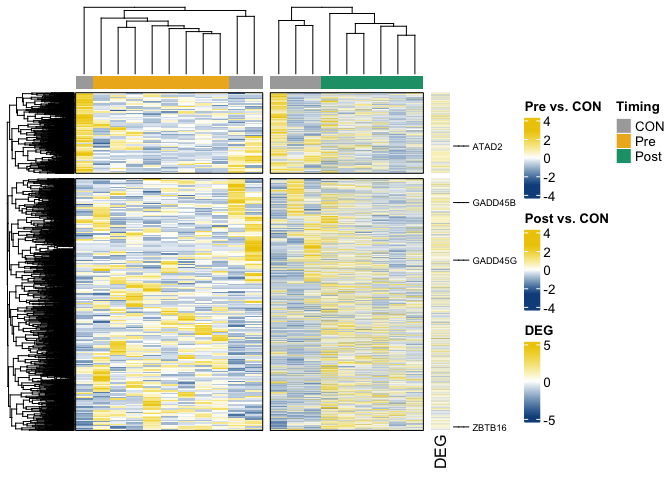 Pre vs. CON
4
2
0
-2
-4
Timing
CON
Pre
Post
ATAD2
GADD45B
GADD45G
ZBTB16
Post vs. CON
4
2
0
-2
-4
DEG
5
0
-5
DEG